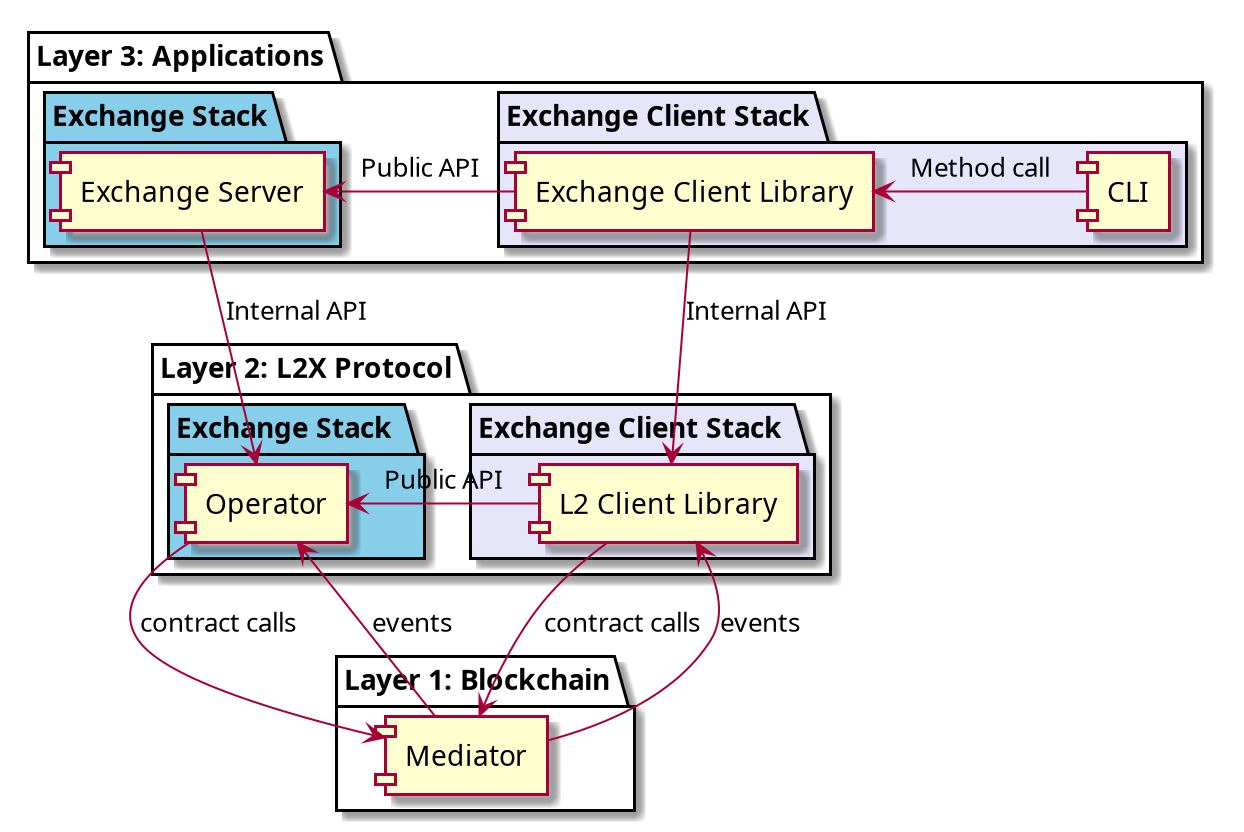 Layer 3: Applications
Exchange Stack
Exchange Client Stack
Exchange Server
Public API
Exchange Client Library
Method call
CLI
Internal API
Internal API
Layer 2: L2X Protocol
Exchange Stack
Exchange Client Stack
Operator
Public API
L2 Client Library
contract calls
events
contract calls
events
Layer 1: Blockchain
Mediator